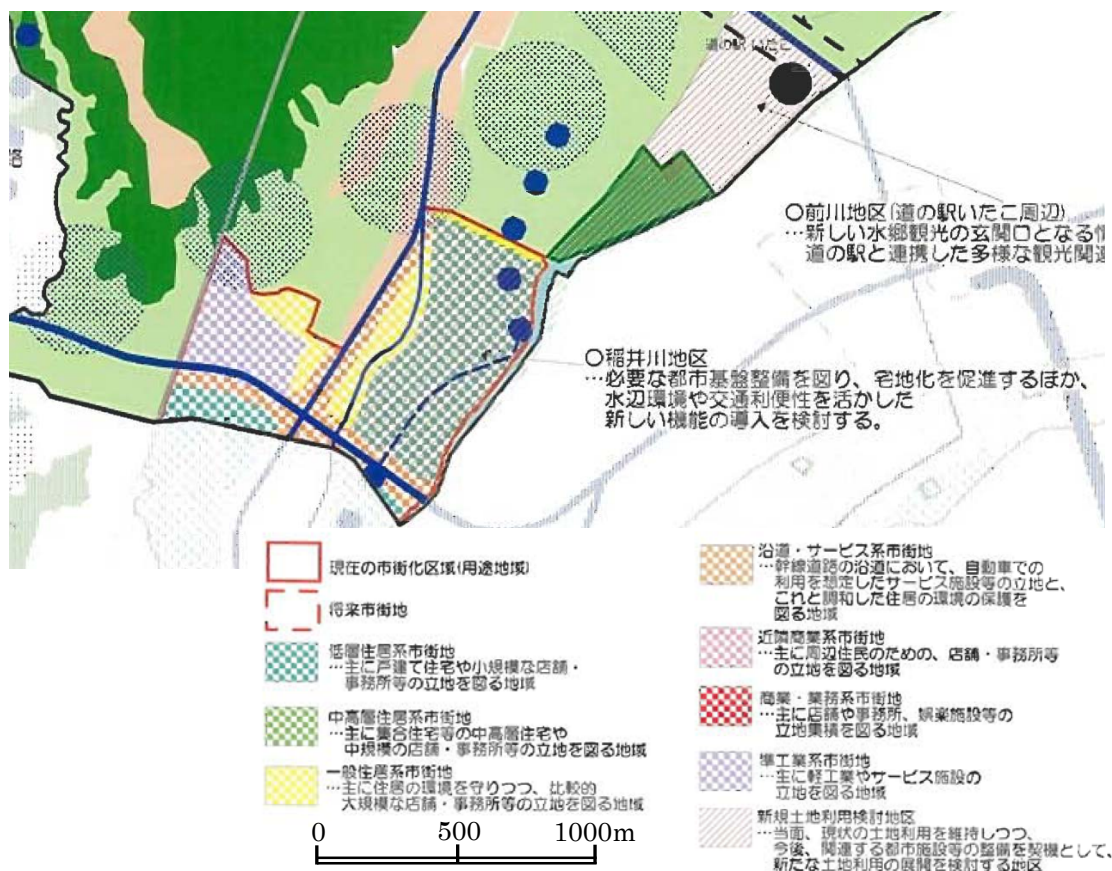 道の駅 いたこ
路
○前川地区(道の駅いたこ周辺)
…新しい水郷観光の玄関口となる情
道の駅と連携した多様な観光関連
○稲井川地区
…必要な都市基盤整備を図り、宅地化を促進するほか、
水辺環境や交通利便性を活かした
新しい機能の導入を検討する。
現在の市街化区域(用途地域)
将来市街地
低層住居系市街地
…主に戸建て住宅や小規模な店舗・
事務所等の立地を図る地域
中高層住居系市街地
…主に集合住宅等の中高層住宅や
中規模の店舗・事務所等の立地を図る地域
一般住居系市街地
…主に住居の環境を守りつつ、比較的
大規模な店舗・事務所等の立地を図る地域
0 500 1000m
沿道・サービス系市街地
…幹線道路の沿道において、自動車での
利用を想定したサービス施設等の立地と、
これと調和した住居の環境の保護を
図る地域
近隣商業系市街地
…主に周辺住民のための、店舗・事務所等
の立地を図る地域
商業・業務系市街地
…主に店舗や事務所、娯楽施設等の
立地集積を図る地域
準工業系市街地
…主に軽工業やサービス施設の
立地を図る地域
新規土地利用検討地区
…当面、現状の土地利用を維持しつつ、
今後、関連する都市施設等の整備を契機として、
新たな土地利用の展開を検討する地区